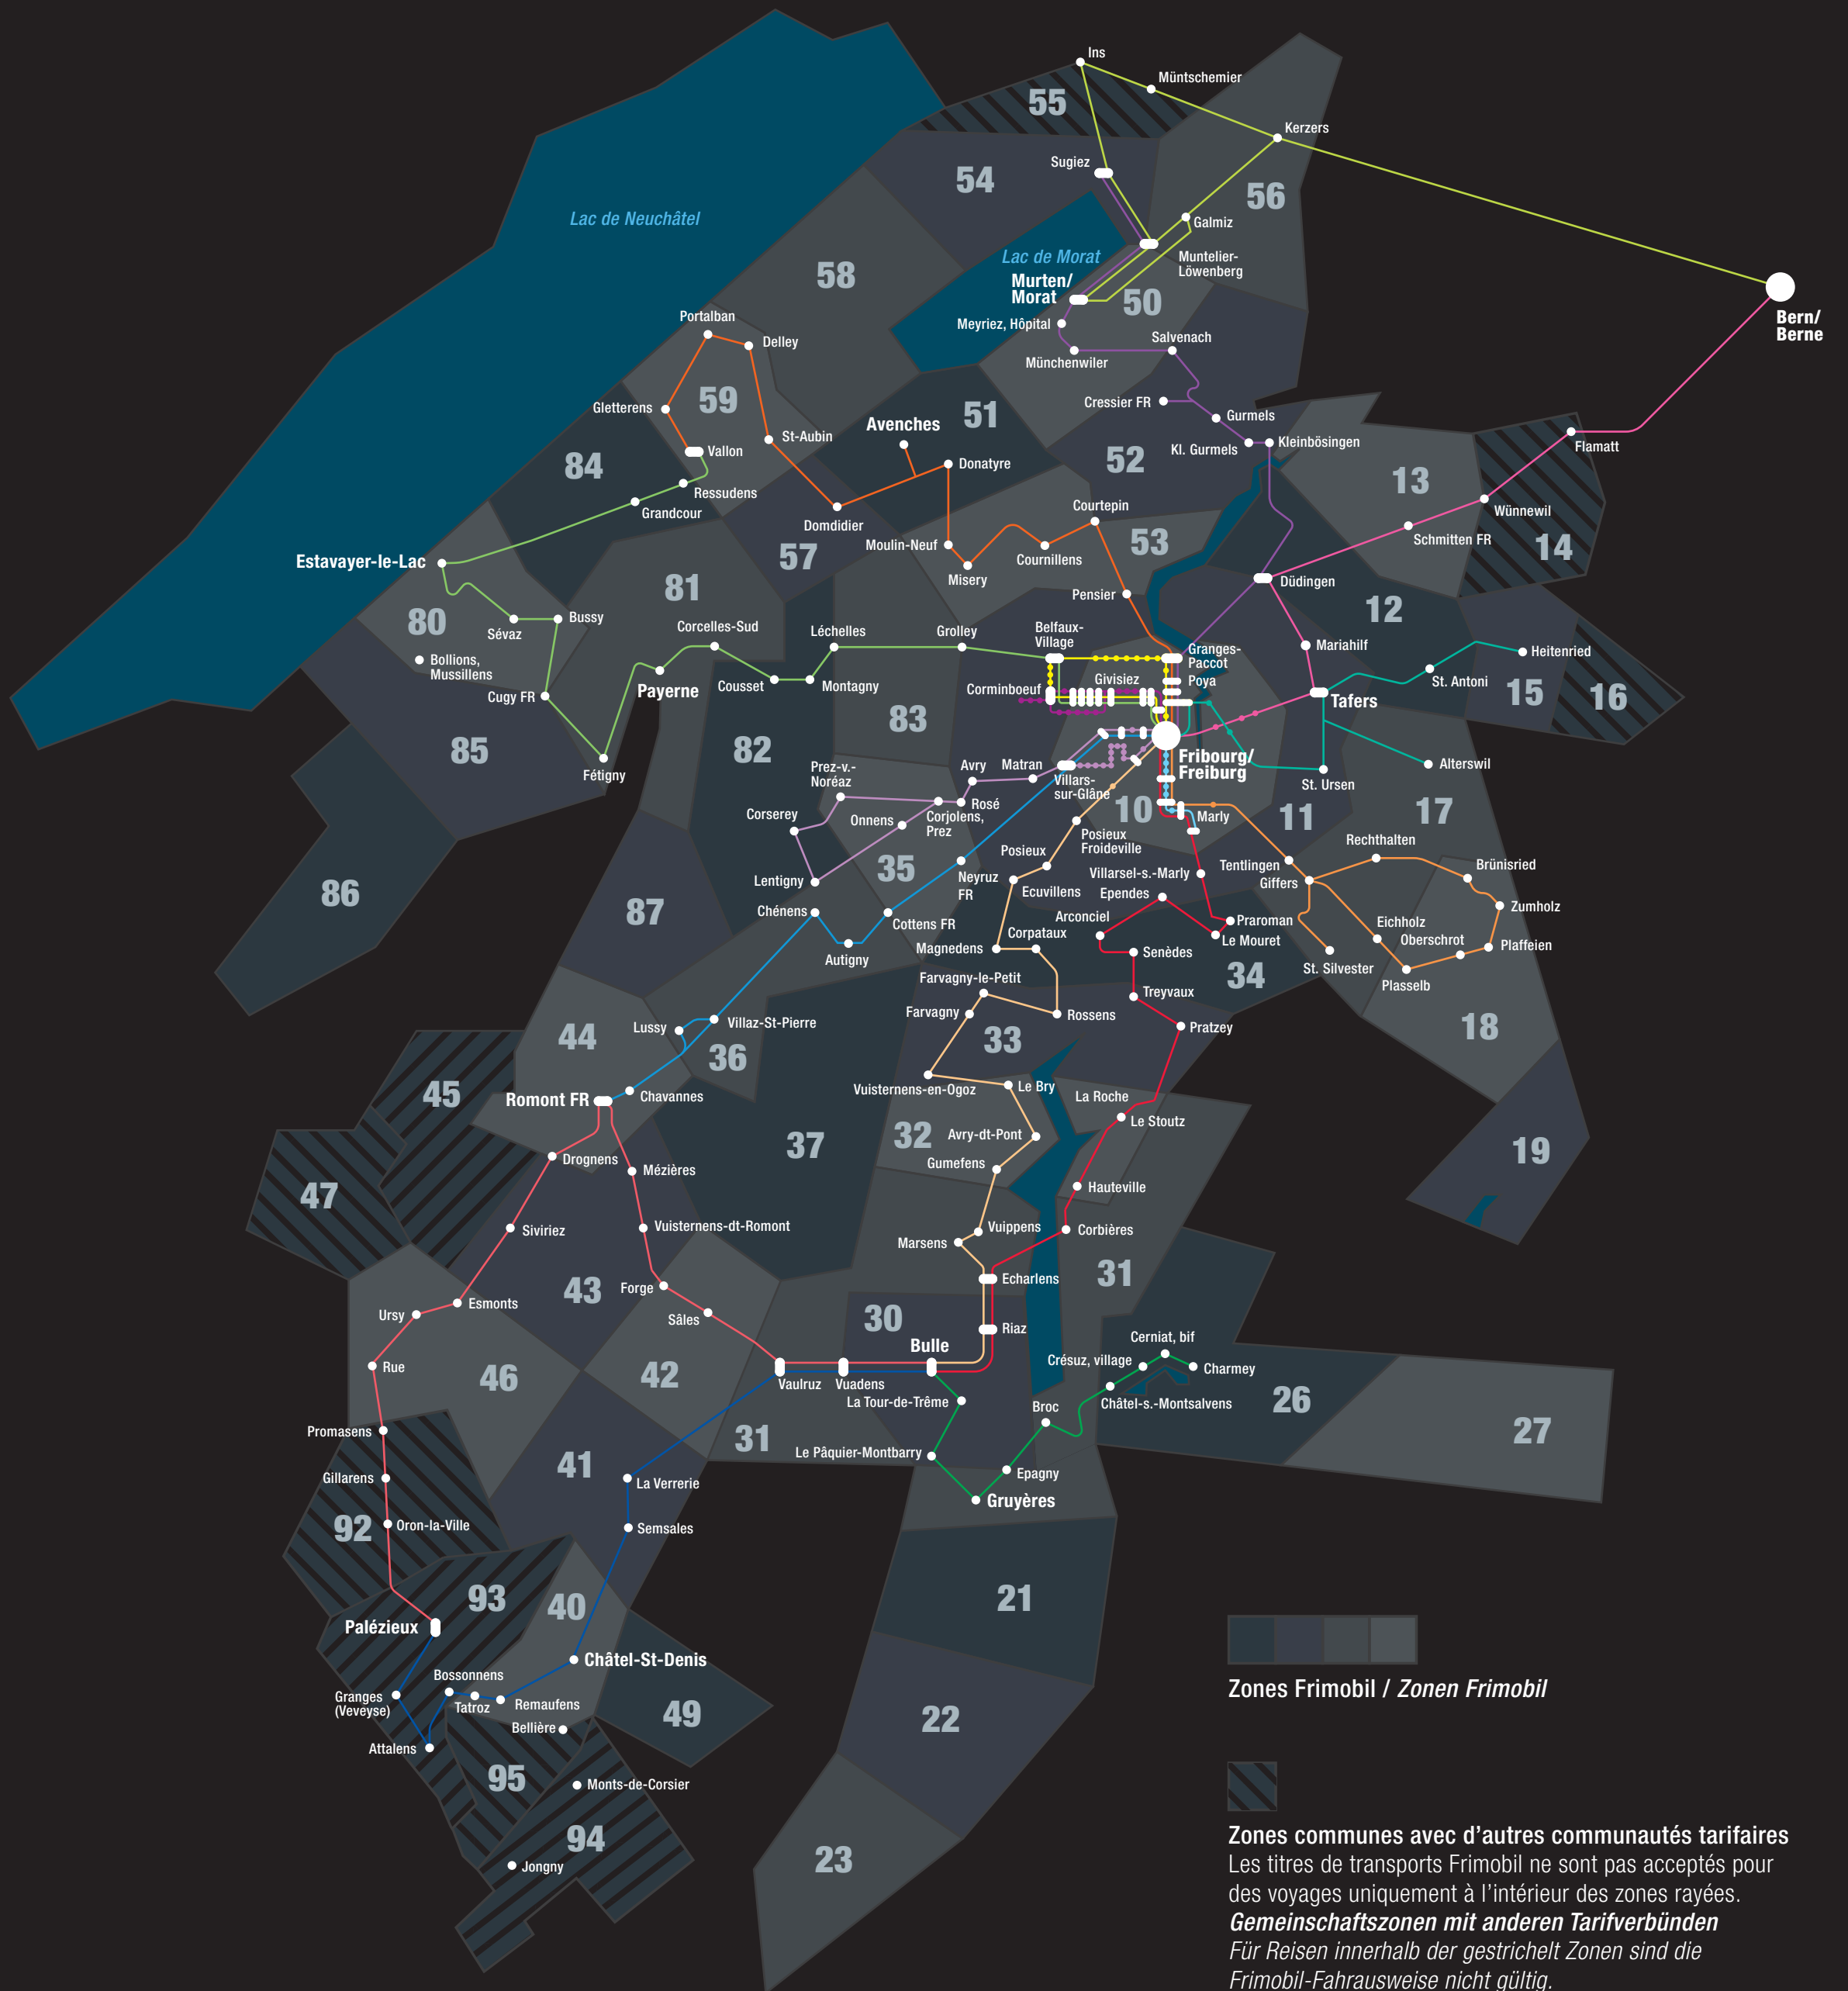 Ins
Müntschemier
55
Kerzers
Sugiez
54
56
Lac de Neuchâtel
Galmiz
Lac de Morat
Muntelier-
Löwenberg
58
Murten/
Morat
50
Bern/
Berne
Portalban
Meyriez, Hôpital
Delley
Salvenach
Münchenwiler
59
Cressier FR
Gletterens
51
Gurmels
Avenches
St-Aubin
Kleinbösingen
Kl. Gurmels
Flamatt
Vallon
52
84
Donatyre
13
Ressudens
Grandcour
Courtepin
Wünnewil
Domdidier
Schmitten FR
Moulin-Neuf
53
14
57
Cournillens
Estavayer-le-Lac
Misery
Düdingen
81
Pensier
12
80
Bussy
Sévaz
Corcelles-Sud
Léchelles
Grolley
Belfaux-
Village
Mariahilf
Granges-
Paccot
Heitenried
Bollions,
Mussillens
Givisiez
Poya
St. Antoni
Payerne
Cousset
Montagny
Corminboeuf
Tafers
15
16
Cugy FR
83
85
82
Fribourg/
Freiburg
Alterswil
Fétigny
Prez-v.-
Noréaz
Avry
Matran
Villars-
sur-Glâne
St. Ursen
Rosé
10
17
Corserey
Onnens
Corjolens,
Prez
Marly
11
Posieux
Froideville
Rechthalten
Posieux
Tentlingen
Brünisried
35
Lentigny
Neyruz
FR
Ecuvillens
Villarsel-s.-Marly
Giffers
86
Ependes
Zumholz
87
Chénens
Cottens FR
Arconciel
Praroman
Eichholz
Corpataux
Le Mouret
Oberschrot
Plaffeien
Autigny
Magnedens
Senèdes
St. Silvester
34
Plasselb
Farvagny-le-Petit
Treyvaux
Farvagny
Rossens
Lussy
Villaz-St-Pierre
Pratzey
18
44
33
36
Vuisternens-en-Ogoz
Le Bry
45
Romont FR
Chavannes
La Roche
Le Stoutz
37
32
Avry-dt-Pont
19
Drognens
Mézières
Gumefens
47
Hauteville
Siviriez
Vuisternens-dt-Romont
Vuippens
Corbières
Marsens
31
43
Forge
Echarlens
Esmonts
Ursy
Sâles
30
Riaz
Bulle
Cerniat, bif
Rue
Crésuz, village
Charmey
46
42
Vaulruz
Vuadens
La Tour-de-Trême
Châtel-s.-Montsalvens
26
Broc
27
Promasens
31
Le Pâquier-Montbarry
41
Gillarens
La Verrerie
Epagny
Gruyères
92
Oron-la-Ville
Semsales
93
21
40
Palézieux
Châtel-St-Denis
Bossonnens
Granges
(Veveyse)
Tatroz
Remaufens
49
22
Bellière
Attalens
95
Monts-de-Corsier
94
23
Jongny
Zones Frimobil / Zonen Frimobil
Zones communes avec d’autres communautés tarifaires
Les titres de transports Frimobil ne sont pas acceptés pour
des voyages uniquement à l’intérieur des zones rayées.
Gemeinschaftszonen mit anderen Tarifverbünden
Für Reisen innerhalb der gestrichelt Zonen sind die
Frimobil-Fahrausweise nicht gültig.